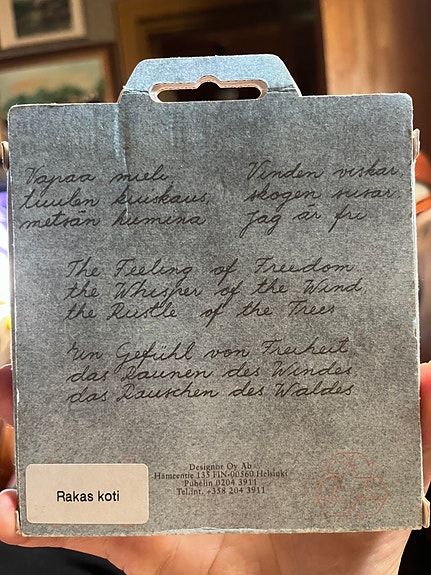 Vapaa mieli,
tuulen kuiskaus,
metsän humina
Vinden viskar,
skogen susar.
Jag är fri
The Feeling of Freedom
the Whisper of the Wind
the Rustle of the Trees
Ein Gefühl von Freiheit,
das Raunen des Windes
das Rauschen des Waldes
Designor Oy Ab
Hämeentie 135 FIN-00560 Helsinki
Puhelin 0204 3911
Tel.int. +358 204 3911
Rakas koti